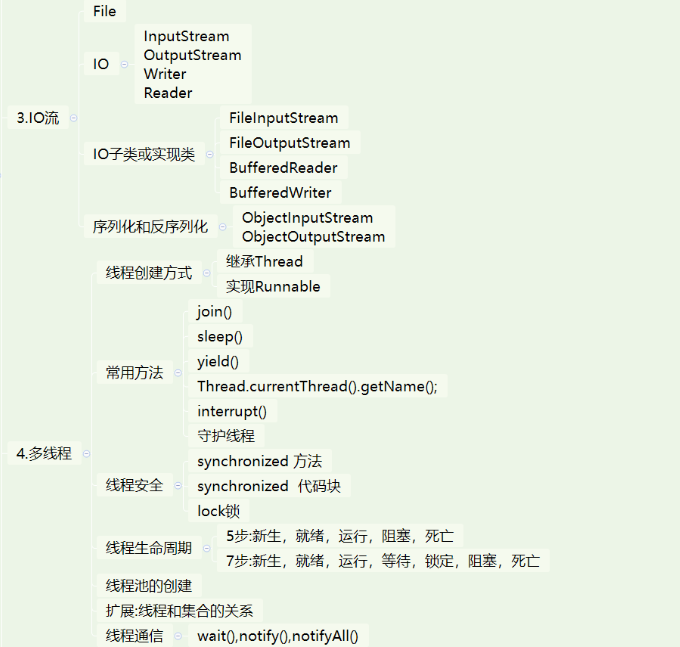 File
IO
InputStream
OutputStream
Writer
Reader
3.IO流
IO子类或实现类
FileInputStream
FileOutputStream
BufferedReader
BufferedWriter
序列化和反序列化
ObjectInputStream
ObjectOutputStream
4.多线程
线程创建方式
继承Thread
实现Runnable
常用方法
join()
sleep()
yield()
Thread.currentThread().getName();
interrupt()
守护线程
线程安全
synchronized 方法
synchronized  代码块
lock锁
线程生命周期
5步:新生，就绪，运行，阻塞，死亡
7步:新生，就绪，运行，等待，锁定，阻塞，死亡
线程池的创建
扩展:线程和集合的关系
线程通信
wait(),notify(),notifyAll()